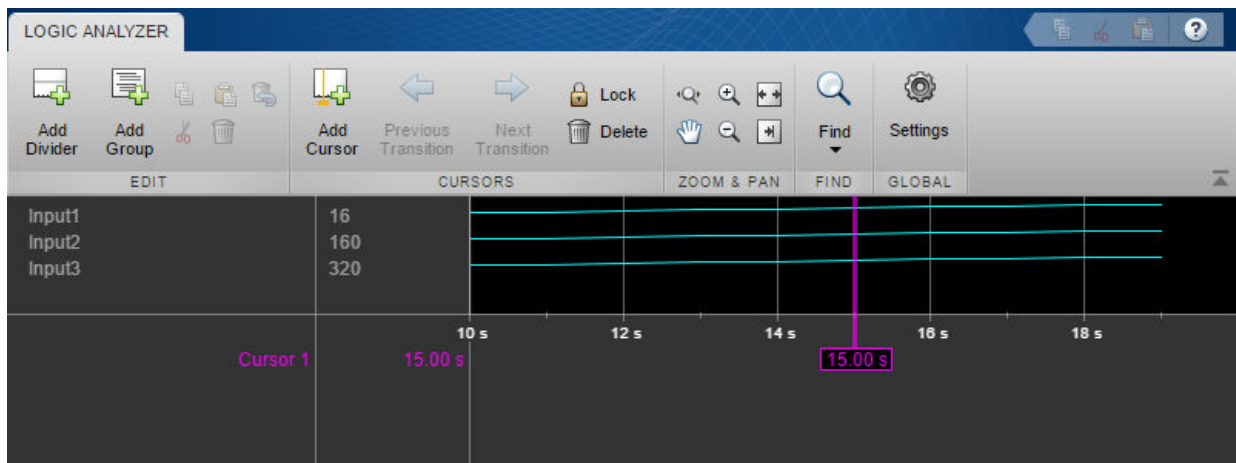 LOGIC ANALYZER
?
Add Divider
Add Group
Add Cursor
Previous Transition
Next Transition
Lock
Delete
Find
Settings
EDIT
CURSORS
ZOOM & PAN
FIND
GLOBAL
Input1 16
Input2 160
Input3 320
10 s 12 s 14 s 16 s 18 s
Cursor 1 15.00 s 15.00 s